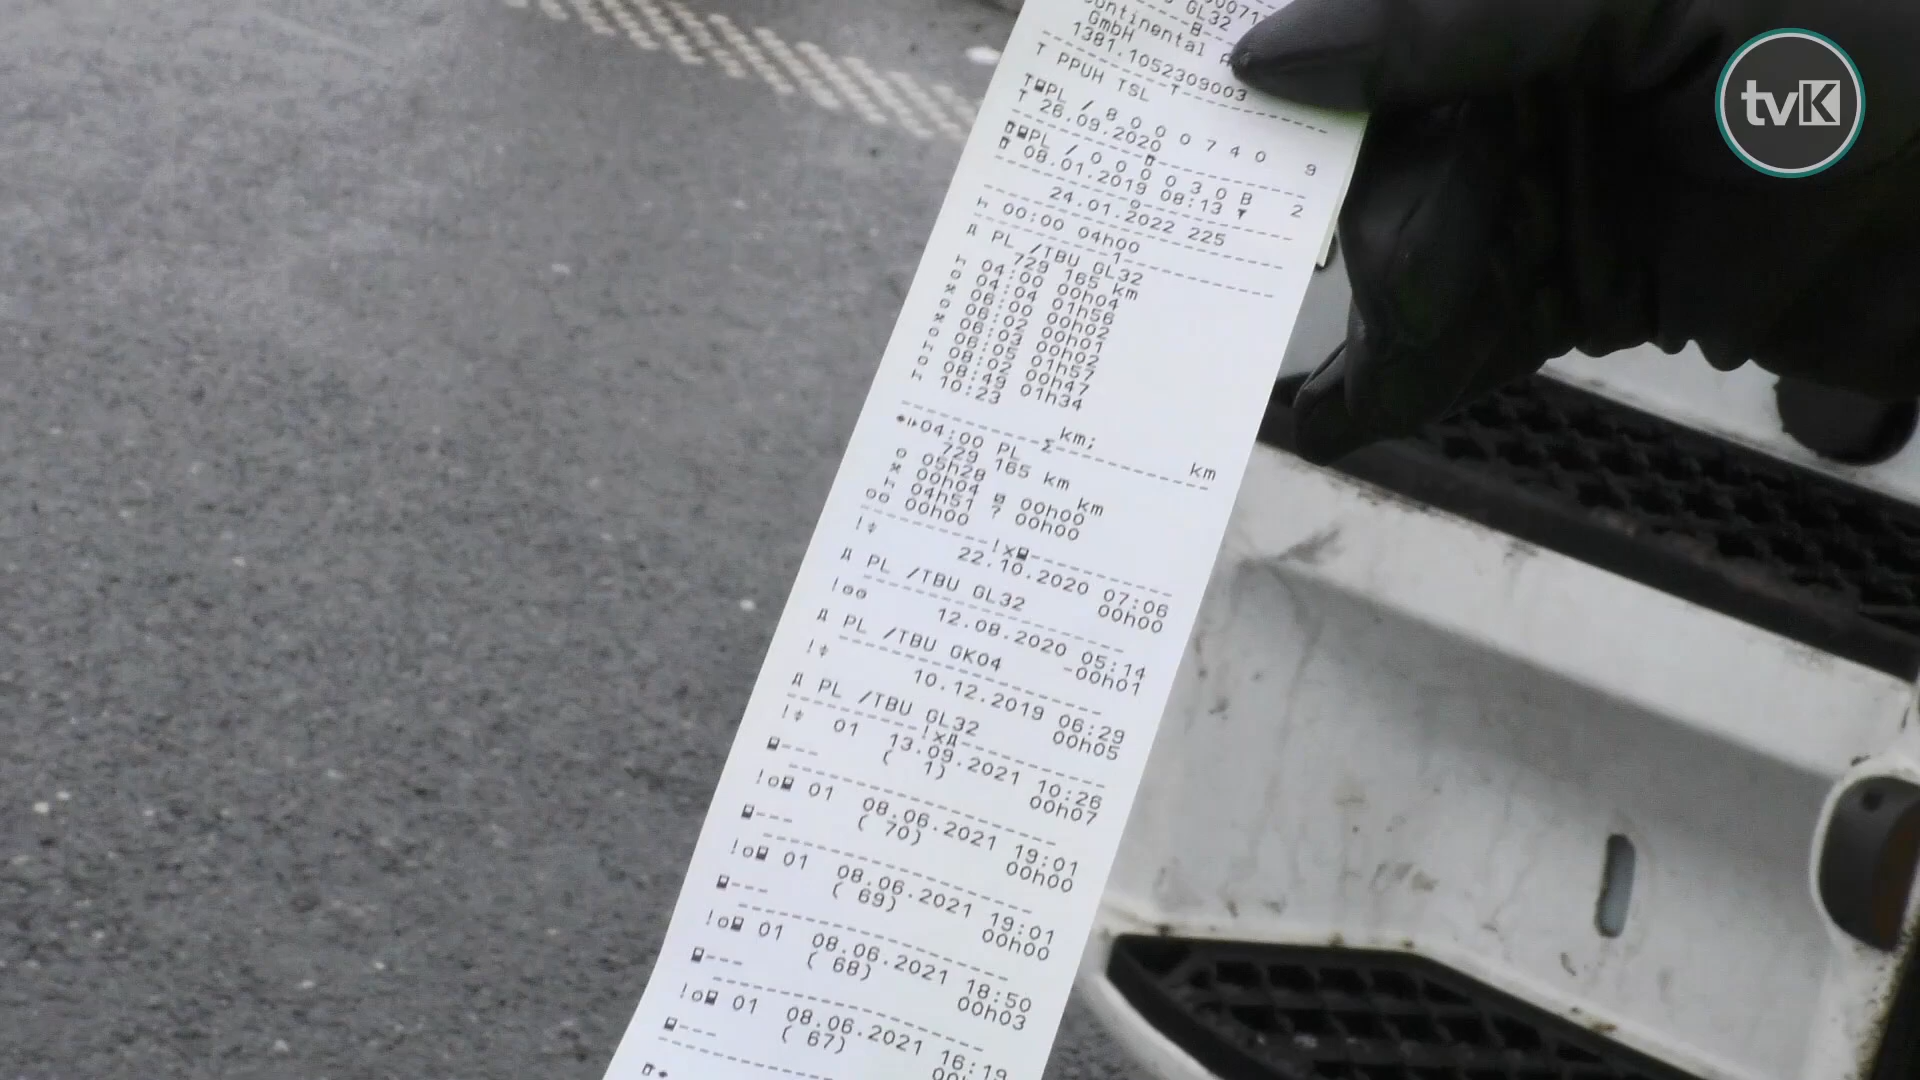 tvK
GL32
B
GmbH
1381.1052309003
T PPUH TSL
T
PL / 8 0 0 0 7 4 0 9
T 26.09.2020
PL / 0 0 0 0 3 0 B 2
08.01.2019 08:13
24.01.2022 225
00:00 04h00
1
PL /TBU GL32
729 165 km
04:00 00h04
04:04 01h56
06:00 00h02
06:02 00h01
06:03 00h02
06:05 01h57
08:02 00h47
08:49 01h34
10:23
km; km
Σ
04:00 PL
729 165 km
km
05h28
00h04 00h00
04h51 ? 00h00
00h00
!x
! 22.10.2020 07:06
00h00
PL /TBU GL32
! 12.08.2020 05:14
-00h01
PL /TBU GK04
! 10.12.2019 06:29
00h05
PL /TBU GL32
!x
! 01 13.09.2021 10:26
--- ( 1) 00h07
! 01 08.06.2021 19:01
--- ( 70) 00h00
! 01 08.06.2021 19:01
--- ( 69) 00h00
! 01 08.06.2021 18:50
--- ( 68) 00h03
! 01 08.06.2021 16:19
--- ( 67)